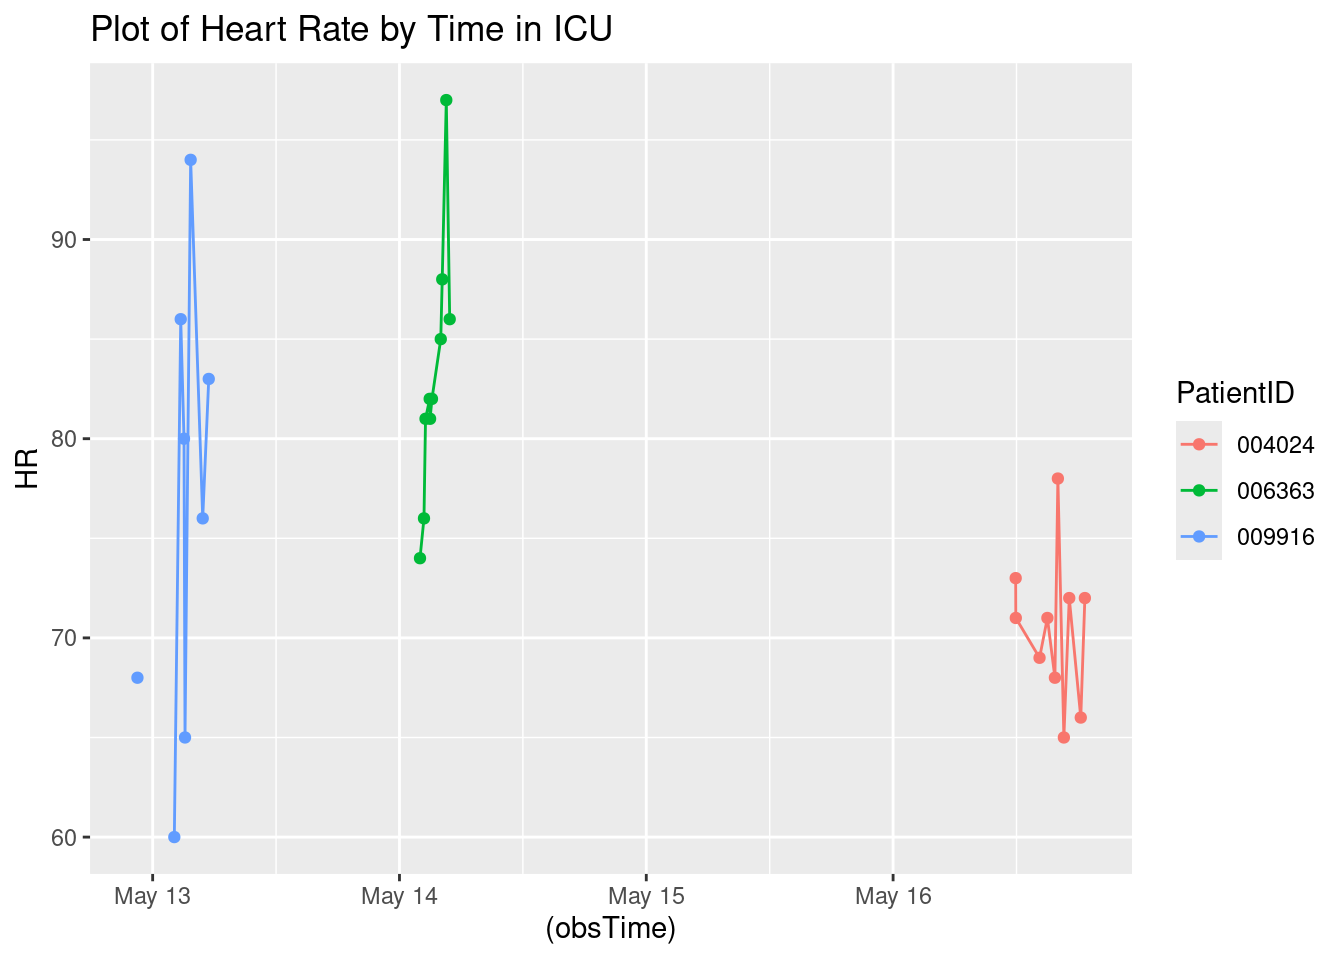 Plot of Heart Rate by Time in ICU
HR
90
80
70
60
May 13
May 14
May 15
May 16
(obsTime)
PatientID
004024
006363
009916